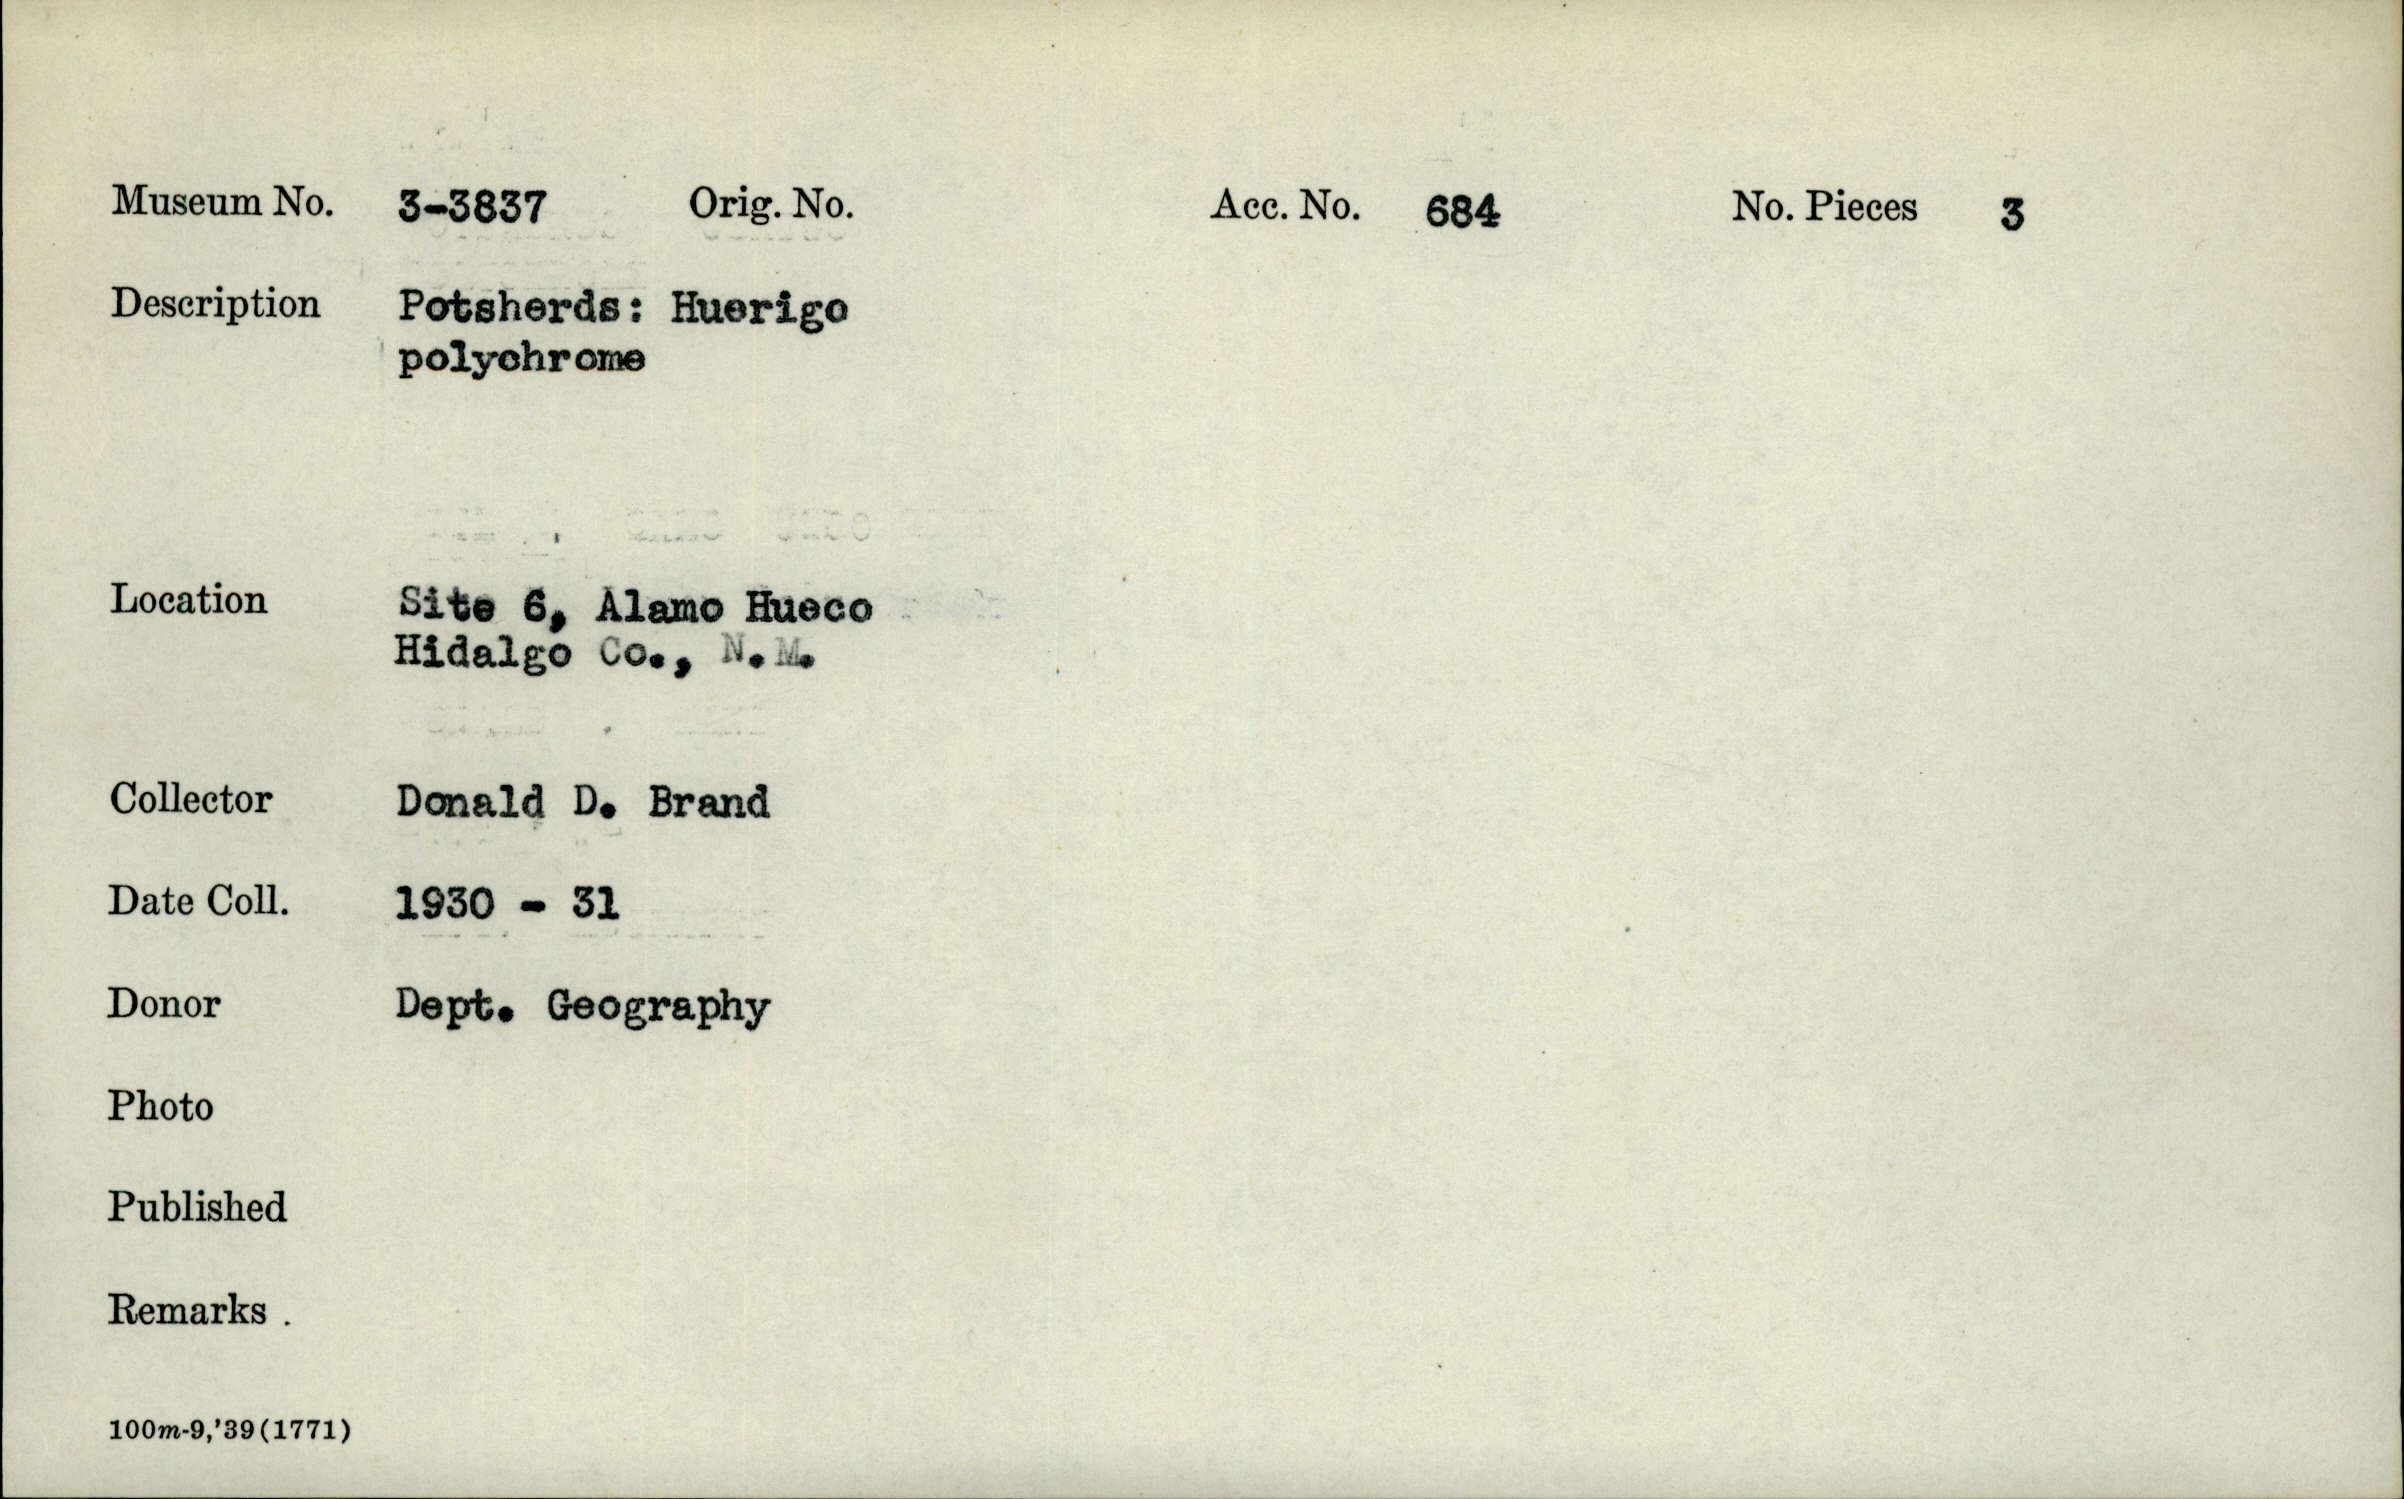 Museum No. 3-3837 Orig. No. Acc. No. 684 No. Pieces 3
Description Potsherds: Huerigo
polychrome
Location Site 6, Alamo Hueco
Hidalgo Co., N.M.
Collector Donald D. Brand
Date Coll. 1930 - 31
Donor Dept. Geography
Photo
Published
Remarks .
100m-9,'39(1771)